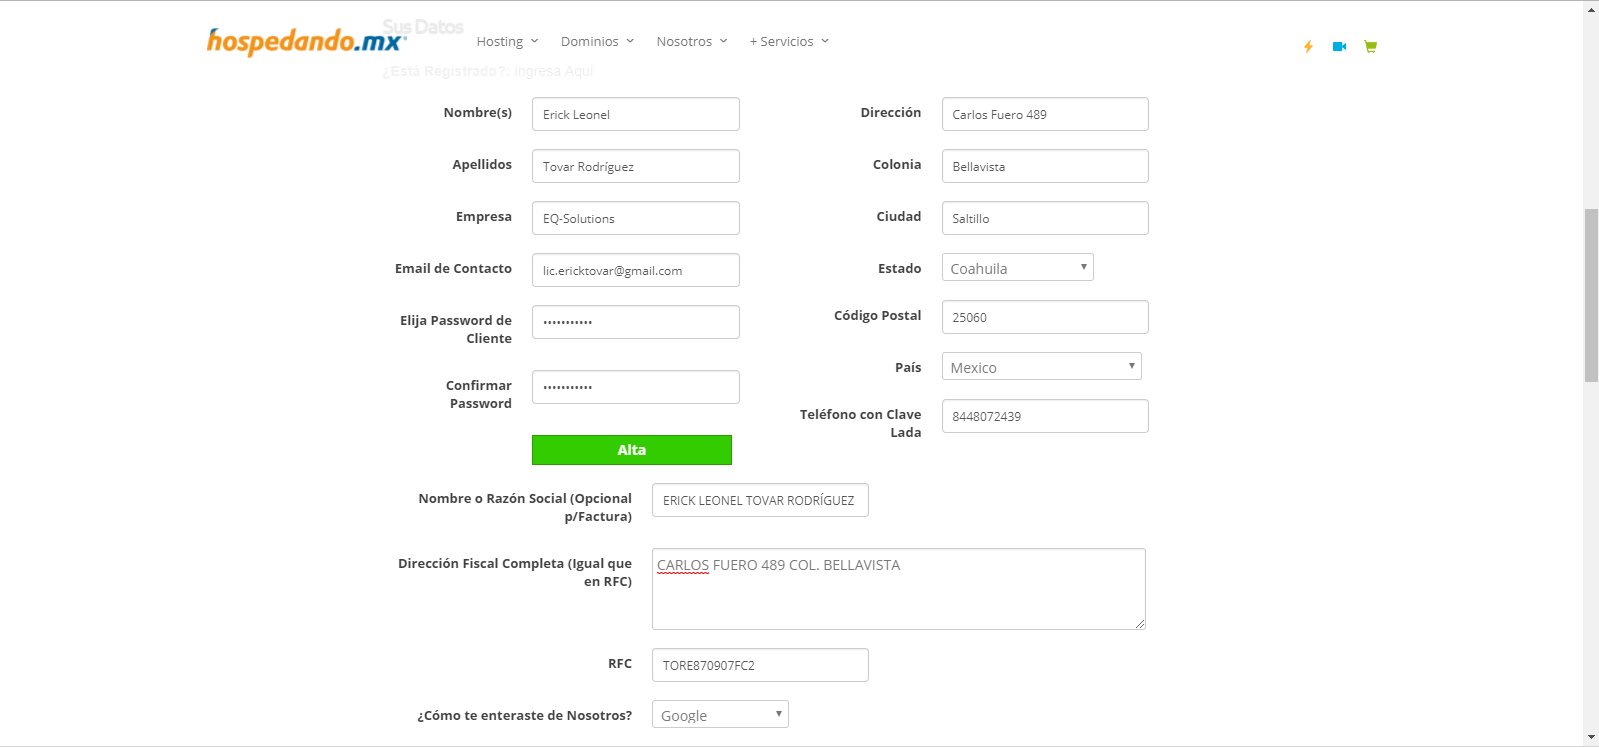 Sus Datos
hospedando.mx
Hosting
Dominios
Nosotros
+ Servicios
¿Está Registrado?: Ingresa Aqui
Nombre(s)
Erick Leonel
Apellidos
Tovar Rodríguez
Empresa
EQ-Solutions
Email de Contacto
lic.ericktovar@gmail.com
Elija Password de
Cliente
•••••••••••
Confirmar
Password
•••••••••••
Alta
Dirección
Carlos Fuero 489
Colonia
Bellavista
Ciudad
Saltillo
Estado
Coahuila
Código Postal
25060
País
Mexico
Teléfono con Clave
Lada
8448072439
Nombre o Razón Social (Opcional
p/Factura)
ERICK LEONEL TOVAR RODRÍGUEZ
Dirección Fiscal Completa (Igual que
en RFC)
CARLOS FUERO 489 COL. BELLAVISTA
RFC
TORE870907FC2
¿Cómo te enteraste de Nosotros?
Google